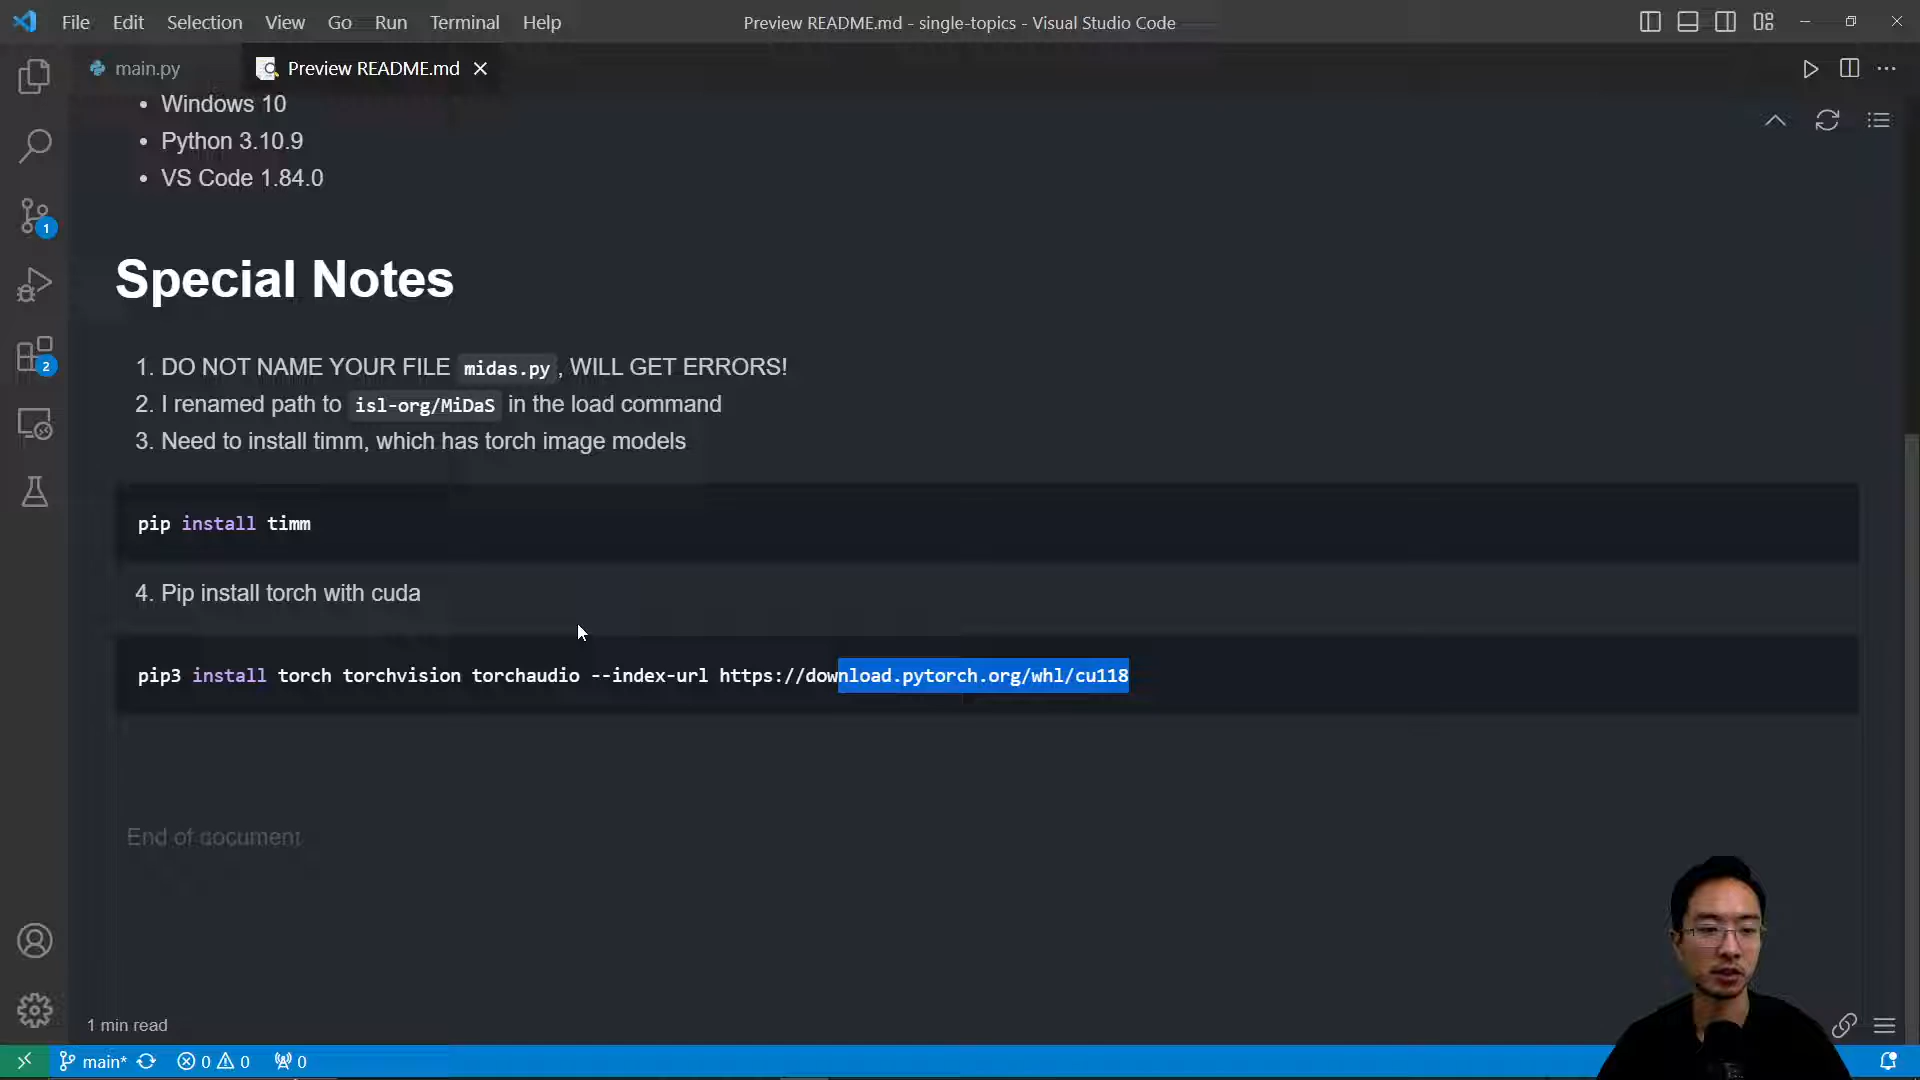 File Edit Selection View Go Run Terminal Help
Preview README.md - single-topics - Visual Studio Code
main.py
Preview README.md
• Windows 10
• Python 3.10.9
• VS Code 1.84.0
1
Special Notes
1. DO NOT NAME YOUR FILE midas.py, WILL GET ERRORS!
2. I renamed path to isl-org/MiDaS in the load command
2
3. Need to install timm, which has torch image models
pip install timm
4. Pip install torch with cuda
pip3 install torch torchvision torchaudio --index-url https://download.pytorch.org/whl/cu118
End of document
1 min read
main* 0 0 0